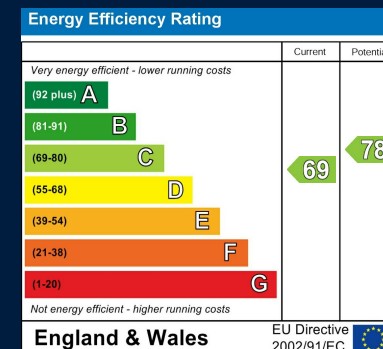 Energy Efficiency Rating
Current
Very energy efficient - lower running costs
(92 plus) A
(81-91) B
(69-80) C
(55-68) D
(39-54) E
(21-38) F
(1-20) G
69
78
Not energy efficient - higher running costs
England & Wales
EU Directive
2002/91/EC